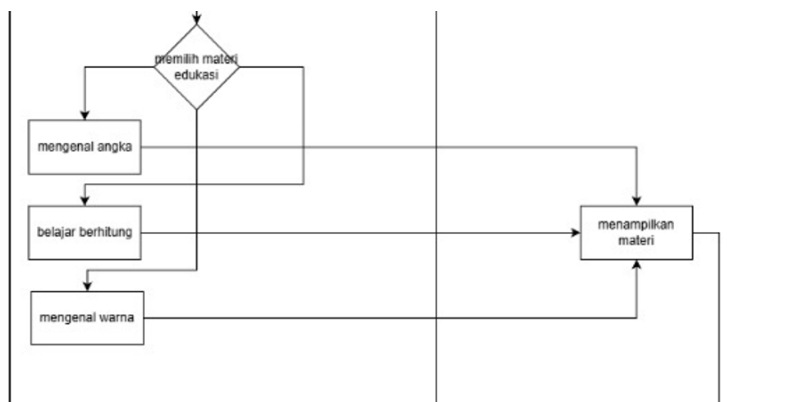 memilih materi
edukasi
mengenal angka
belajar berhitung
menampilkan
materi
mengenal warna